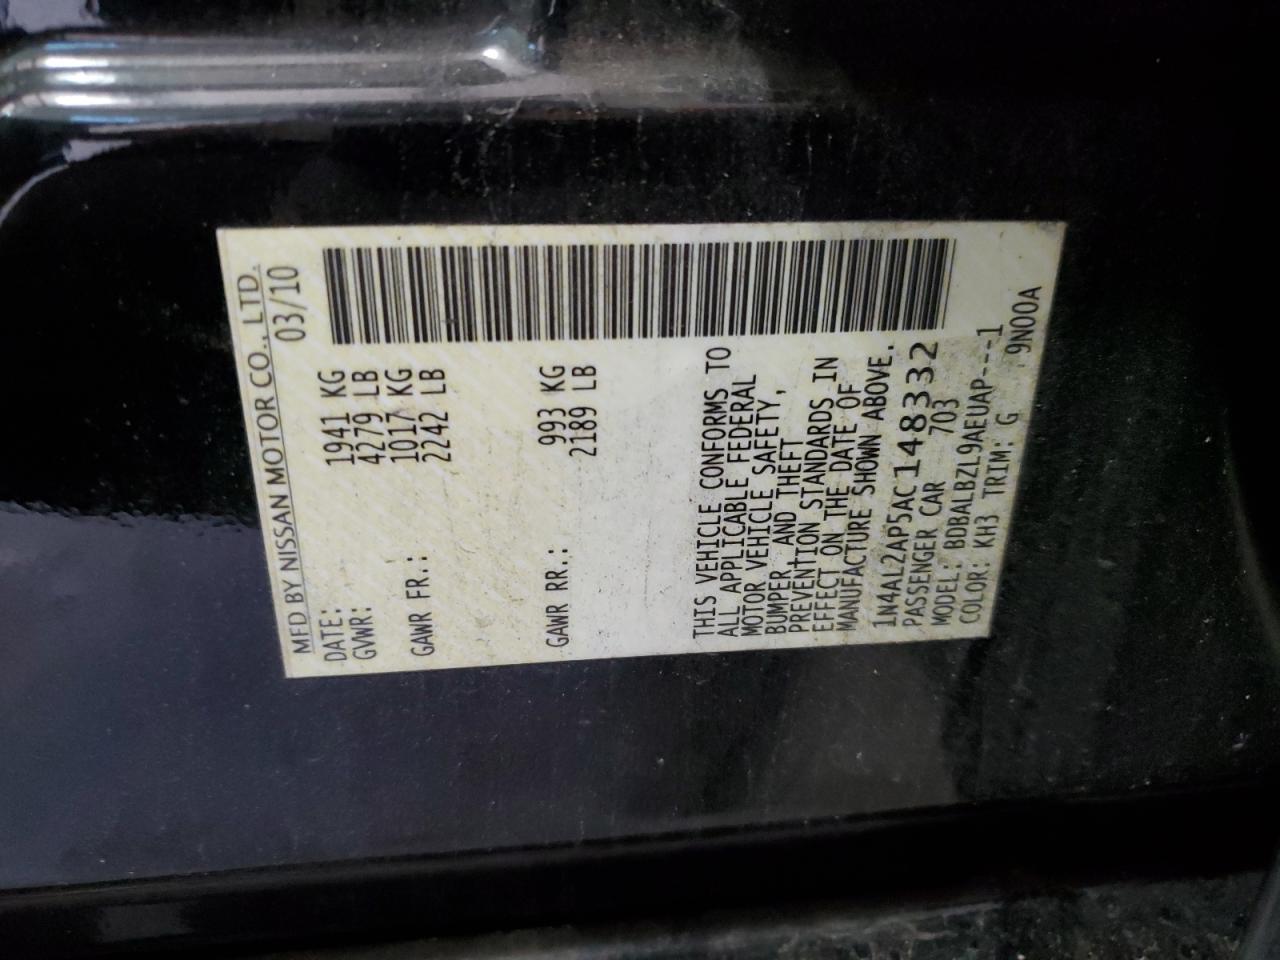 MFD BY NISSAN MOTOR CO., LTD.
DATE: 03/10
GVWR: 1941 KG
4279 LB
GAWR FR.: 1017 KG
2242 LB
GAWR RR.: 993 KG
2189 LB
THIS VEHICLE CONFORMS TO
ALL APPLICABLE FEDERAL
MOTOR VEHICLE SAFETY,
BUMPER, AND THEFT
PREVENTION STANDARDS IN
EFFECT ON THE DATE OF
MANUFACTURE SHOWN ABOVE.
1N4AL2AP5AC148332
PASSENGER CAR 703
MODEL: BDBALBZL9AEUAP---1
COLOR: KH3 TRIM: G 9N00A